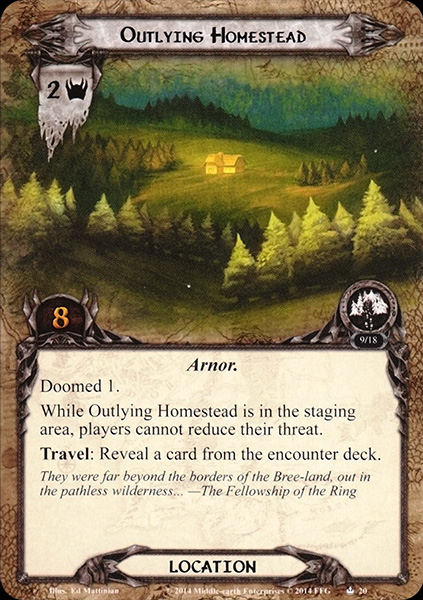 Outlying Homestead
2
8
9/18
Arnor.
Doomed 1.
While Outlying Homestead is in the staging
area, players cannot reduce their threat.
Travel: Reveal a card from the encounter deck.
They were far beyond the borders of the Bree-land, out in
the pathless wilderness... —The Fellowship of the Ring
LOCATION
Illus. Ed Mattinian © 2014 Middle-earth Enterprises © 2014 FFG 20